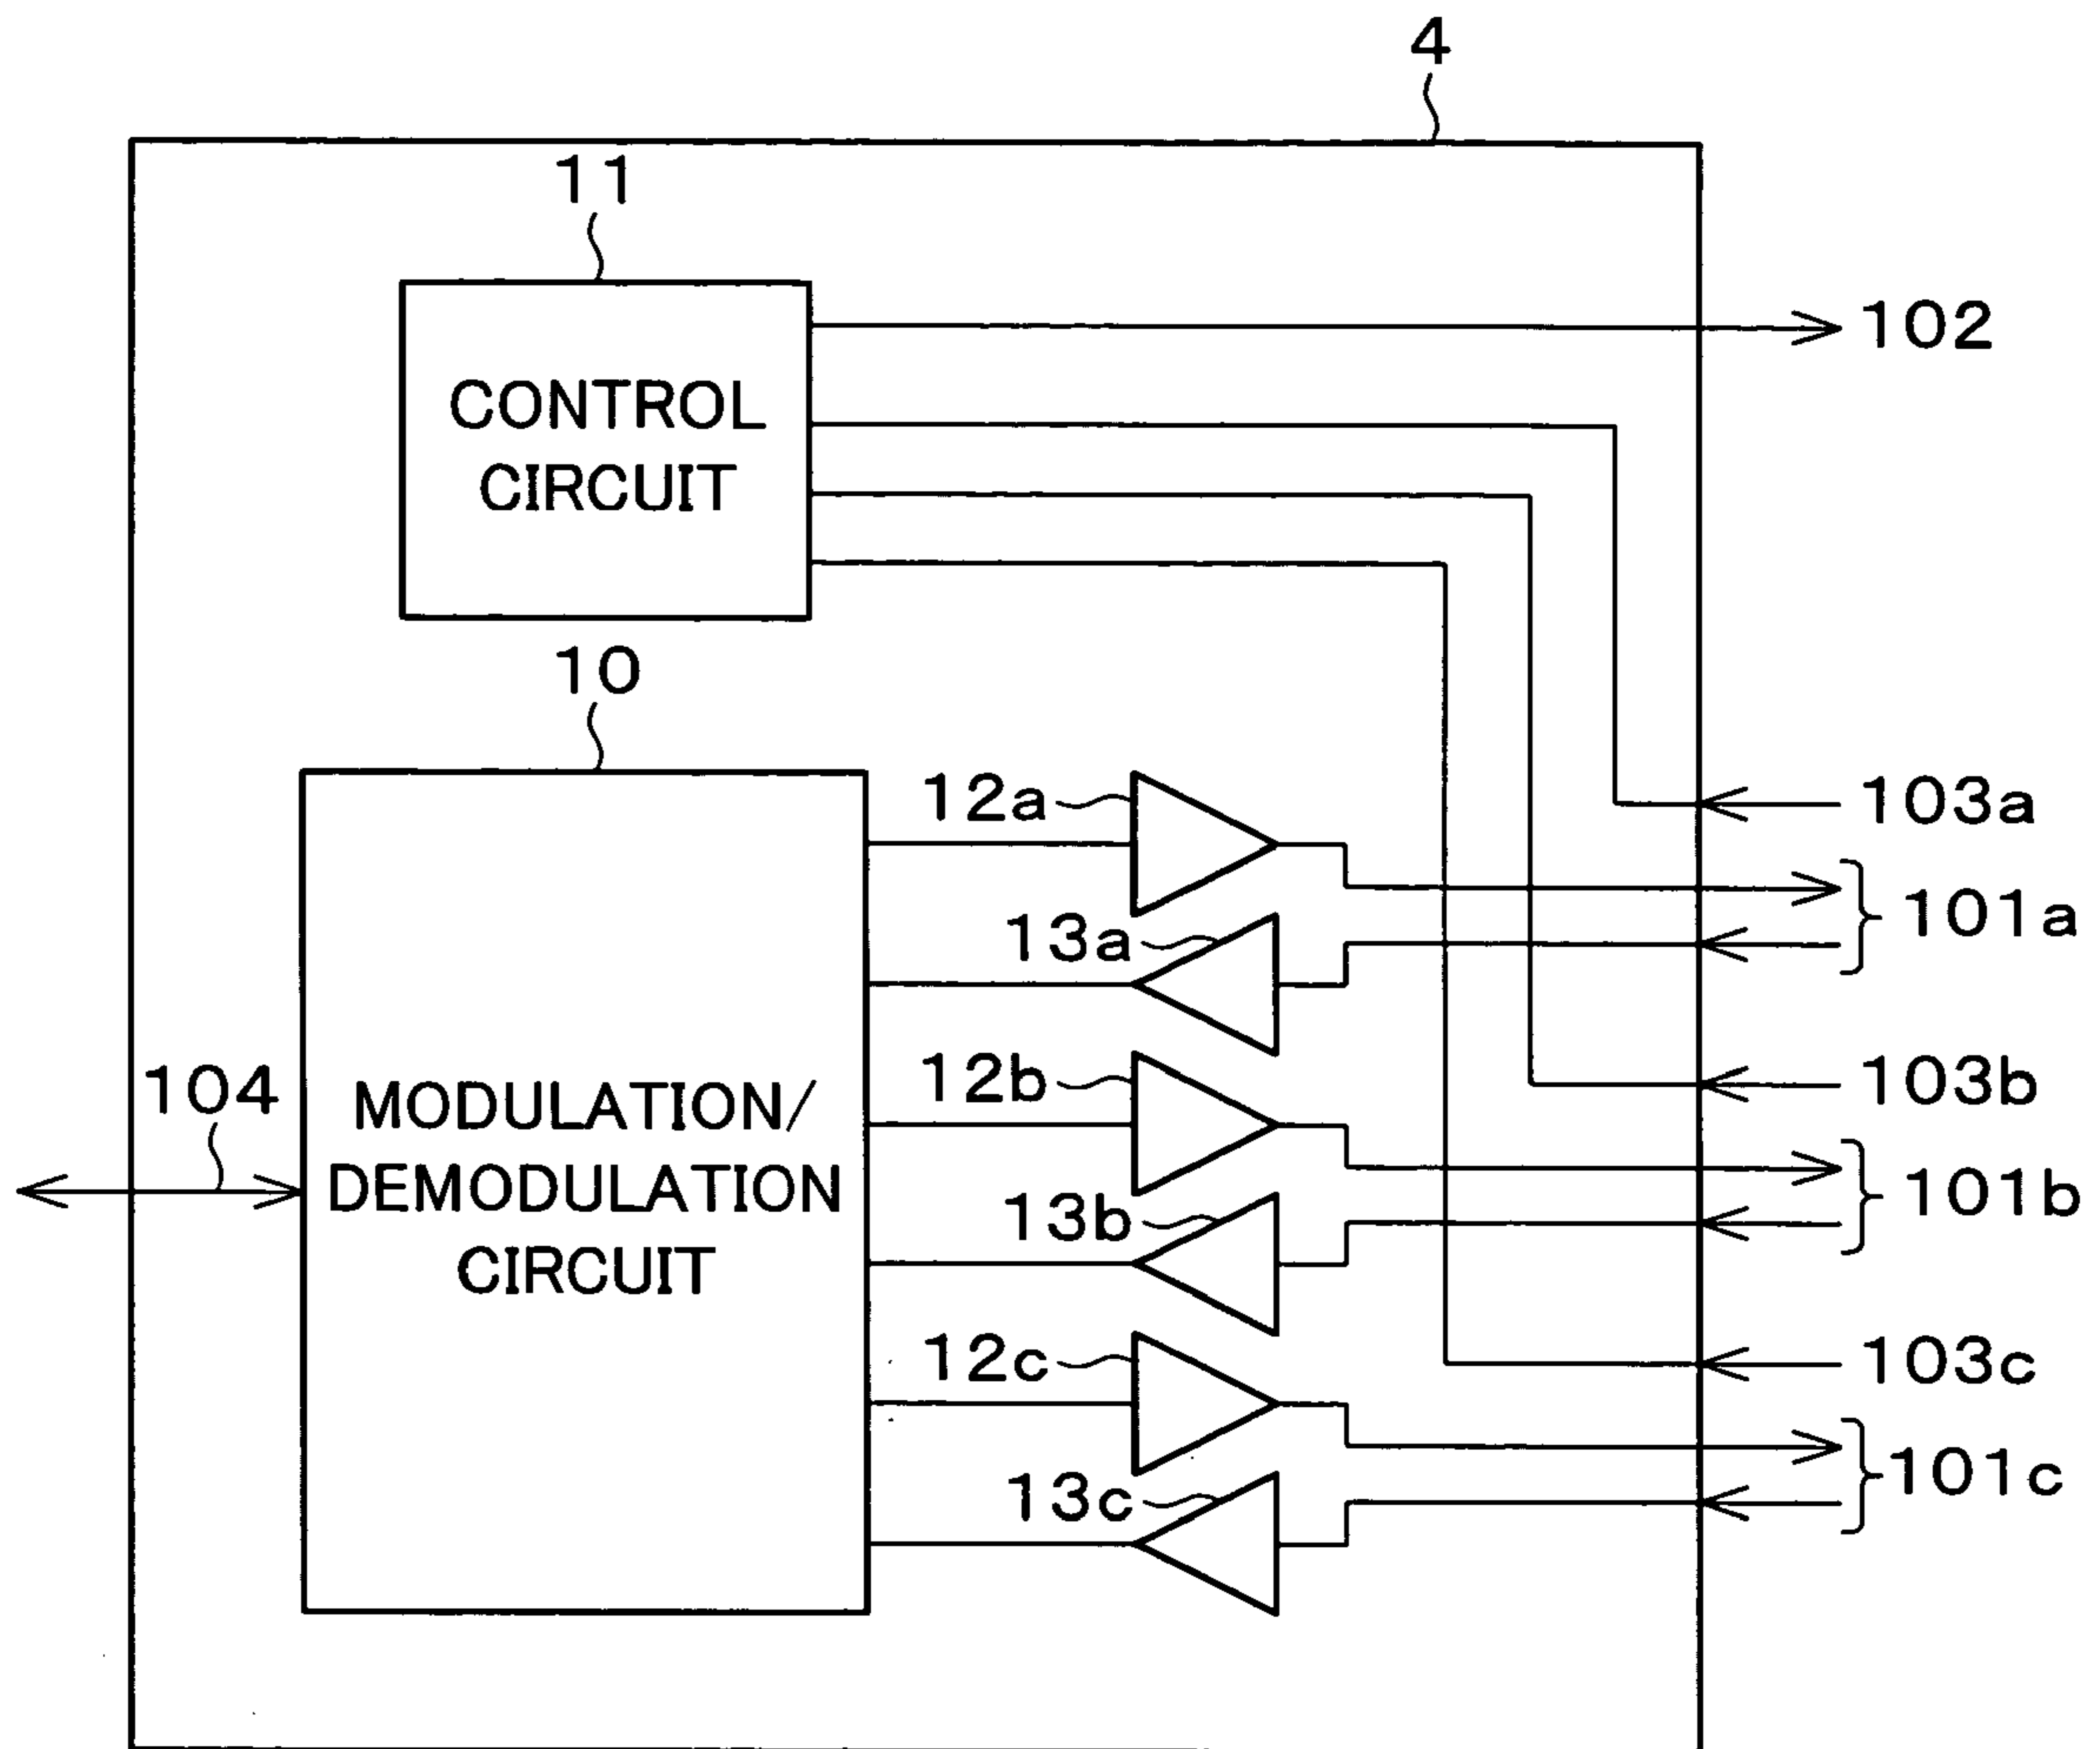 4
11
102
CONTROL
CIRCUIT
10
12a
103a
101a
13a
12b
103b
104
MODULATION/
DEMODULATION
CIRCUIT
101b
13b
12c
103c
101c
13c